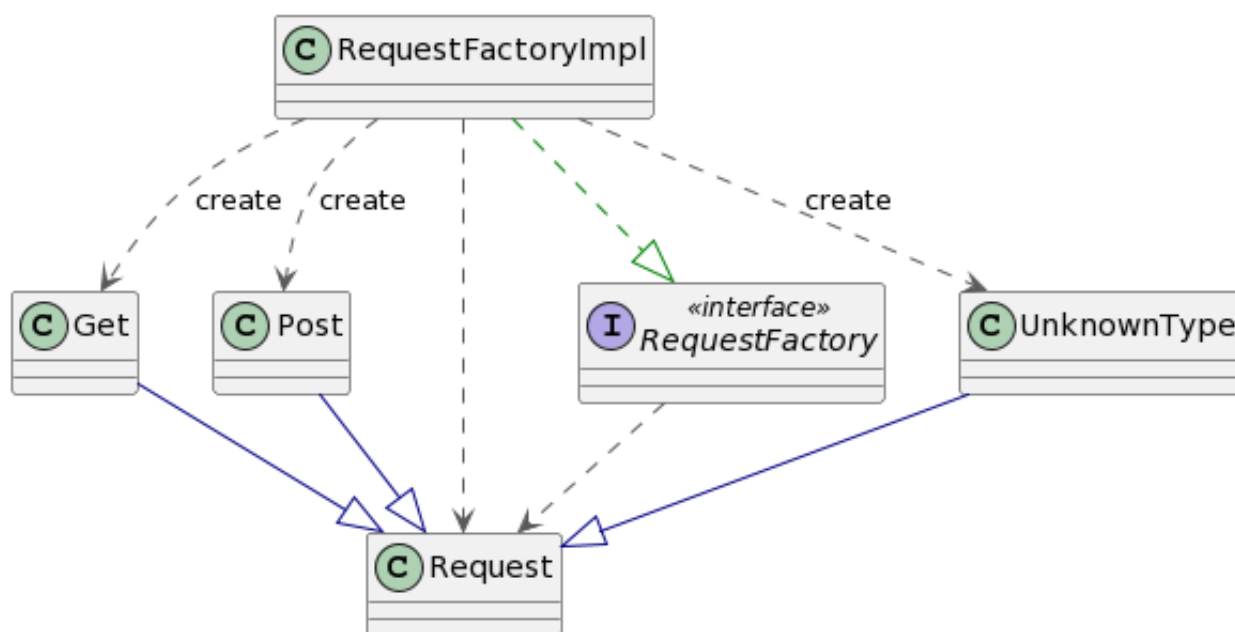 C RequestFactoryImpl
create
create
create
C Get
C Post
I «interface»
RequestFactory
C UnknownType
C Request